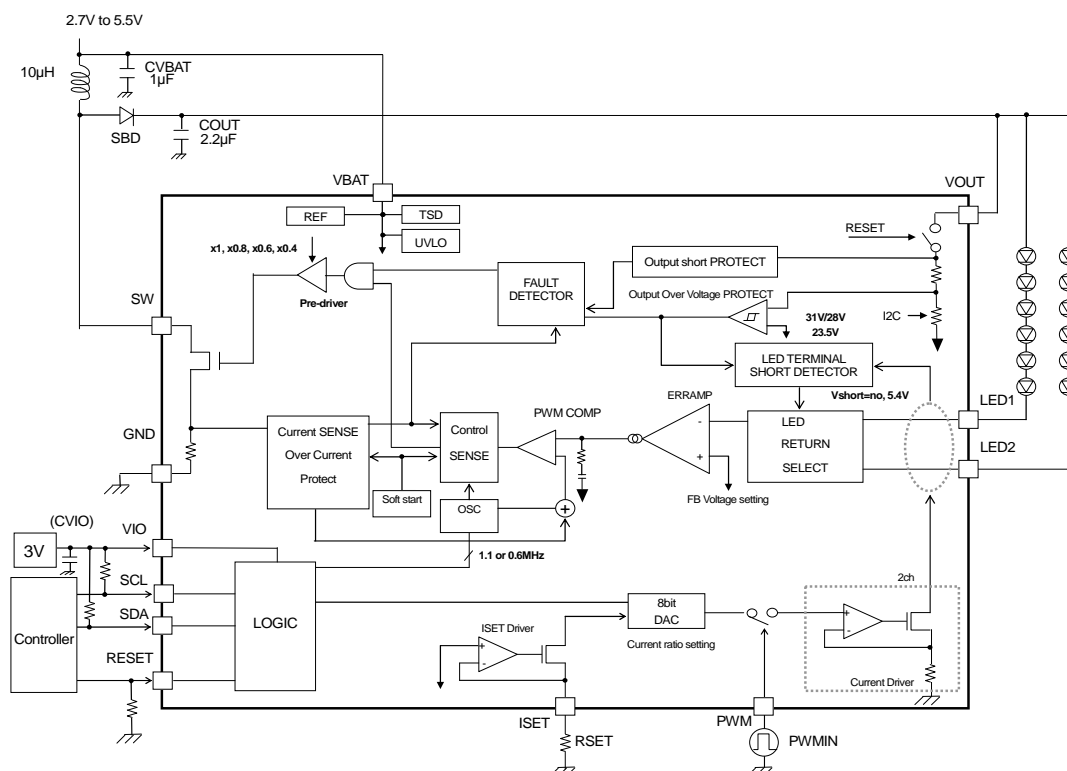 2.7V to 5.5V
10µH
CVBAT
1µF
SBD
COUT
2.2µF
VBAT
VOUT
REF
TSD
UVLO
RESET
x1, x0.8, x0.6, x0.4
Pre-driver
FAULT
DETECTOR
Output short PROTECT
Output Over Voltage PROTECT
31V/28V
23.5V
I2C
SW
LED TERMINAL
SHORT DETECTOR
Vshort=no, 5.4V
LED1
LED2
ERRAMP
-
+
FB Voltage setting
LED
RETURN
SELECT
PWM COMP
Control
SENSE
Current SENSE
Over Current
Protect
Soft start
OSC
+
1.1 or 0.6MHz
GND
(CVIO)
VIO
3V
SCL
SDA
RESET
Controller
LOGIC
ISET Driver
+
-
8bit
DAC
Current ratio setting
2ch
+
-
Current Driver
ISET
RSET
PWM
PWMIN